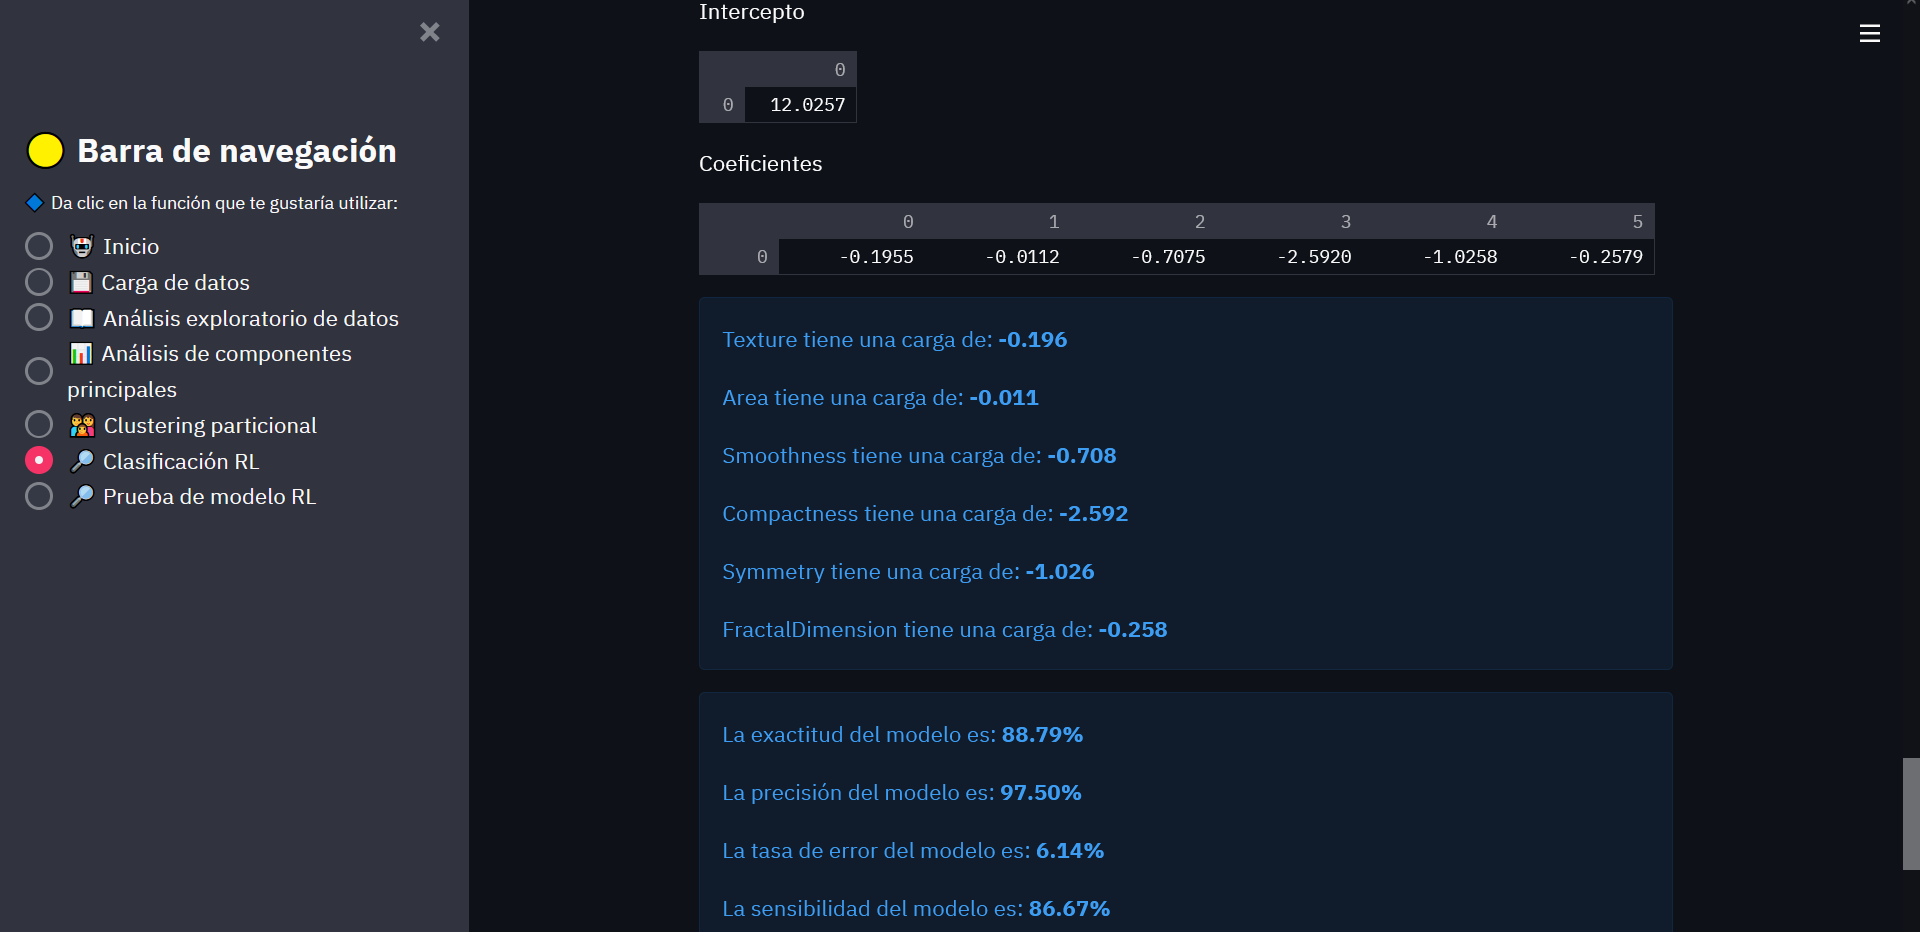 Barra de navegación
Da clic en la función que te gustaría utilizar:
Inicio
Carga de datos
Análisis exploratorio de datos
Análisis de componentes
principales
Clustering particional
Clasificación RL
Prueba de modelo RL
Intercepto
0
0 12.0257
Coeficientes
0 1 2 3 4 5
0 -0.1955 -0.0112 -0.7075 -2.5920 -1.0258 -0.2579
Texture tiene una carga de: -0.196
Area tiene una carga de: -0.011
Smoothness tiene una carga de: -0.708
Compactness tiene una carga de: -2.592
Symmetry tiene una carga de: -1.026
FractalDimension tiene una carga de: -0.258
La exactitud del modelo es: 88.79%
La precisión del modelo es: 97.50%
La tasa de error del modelo es: 6.14%
La sensibilidad del modelo es: 86.67%